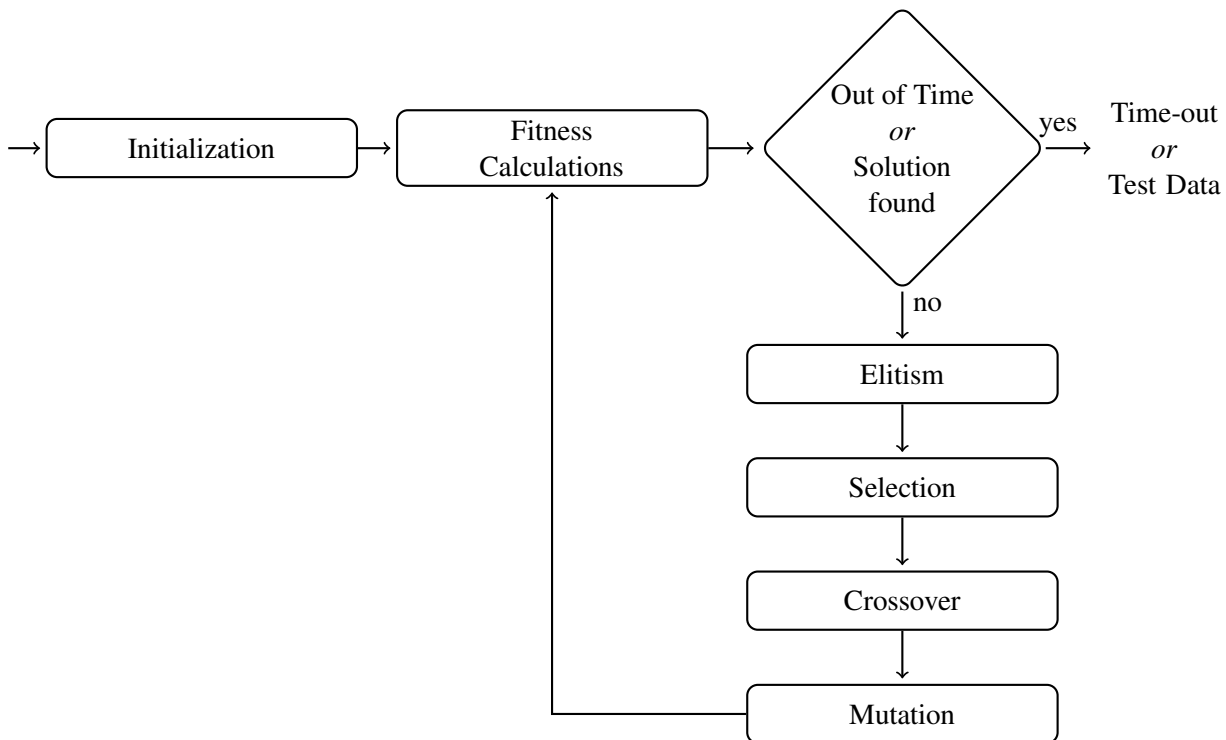 Initialization
Fitness
Calculations
Out of Time
or
Solution
found
yes
Time-out
or
Test Data
no
Elitism
Selection
Crossover
Mutation